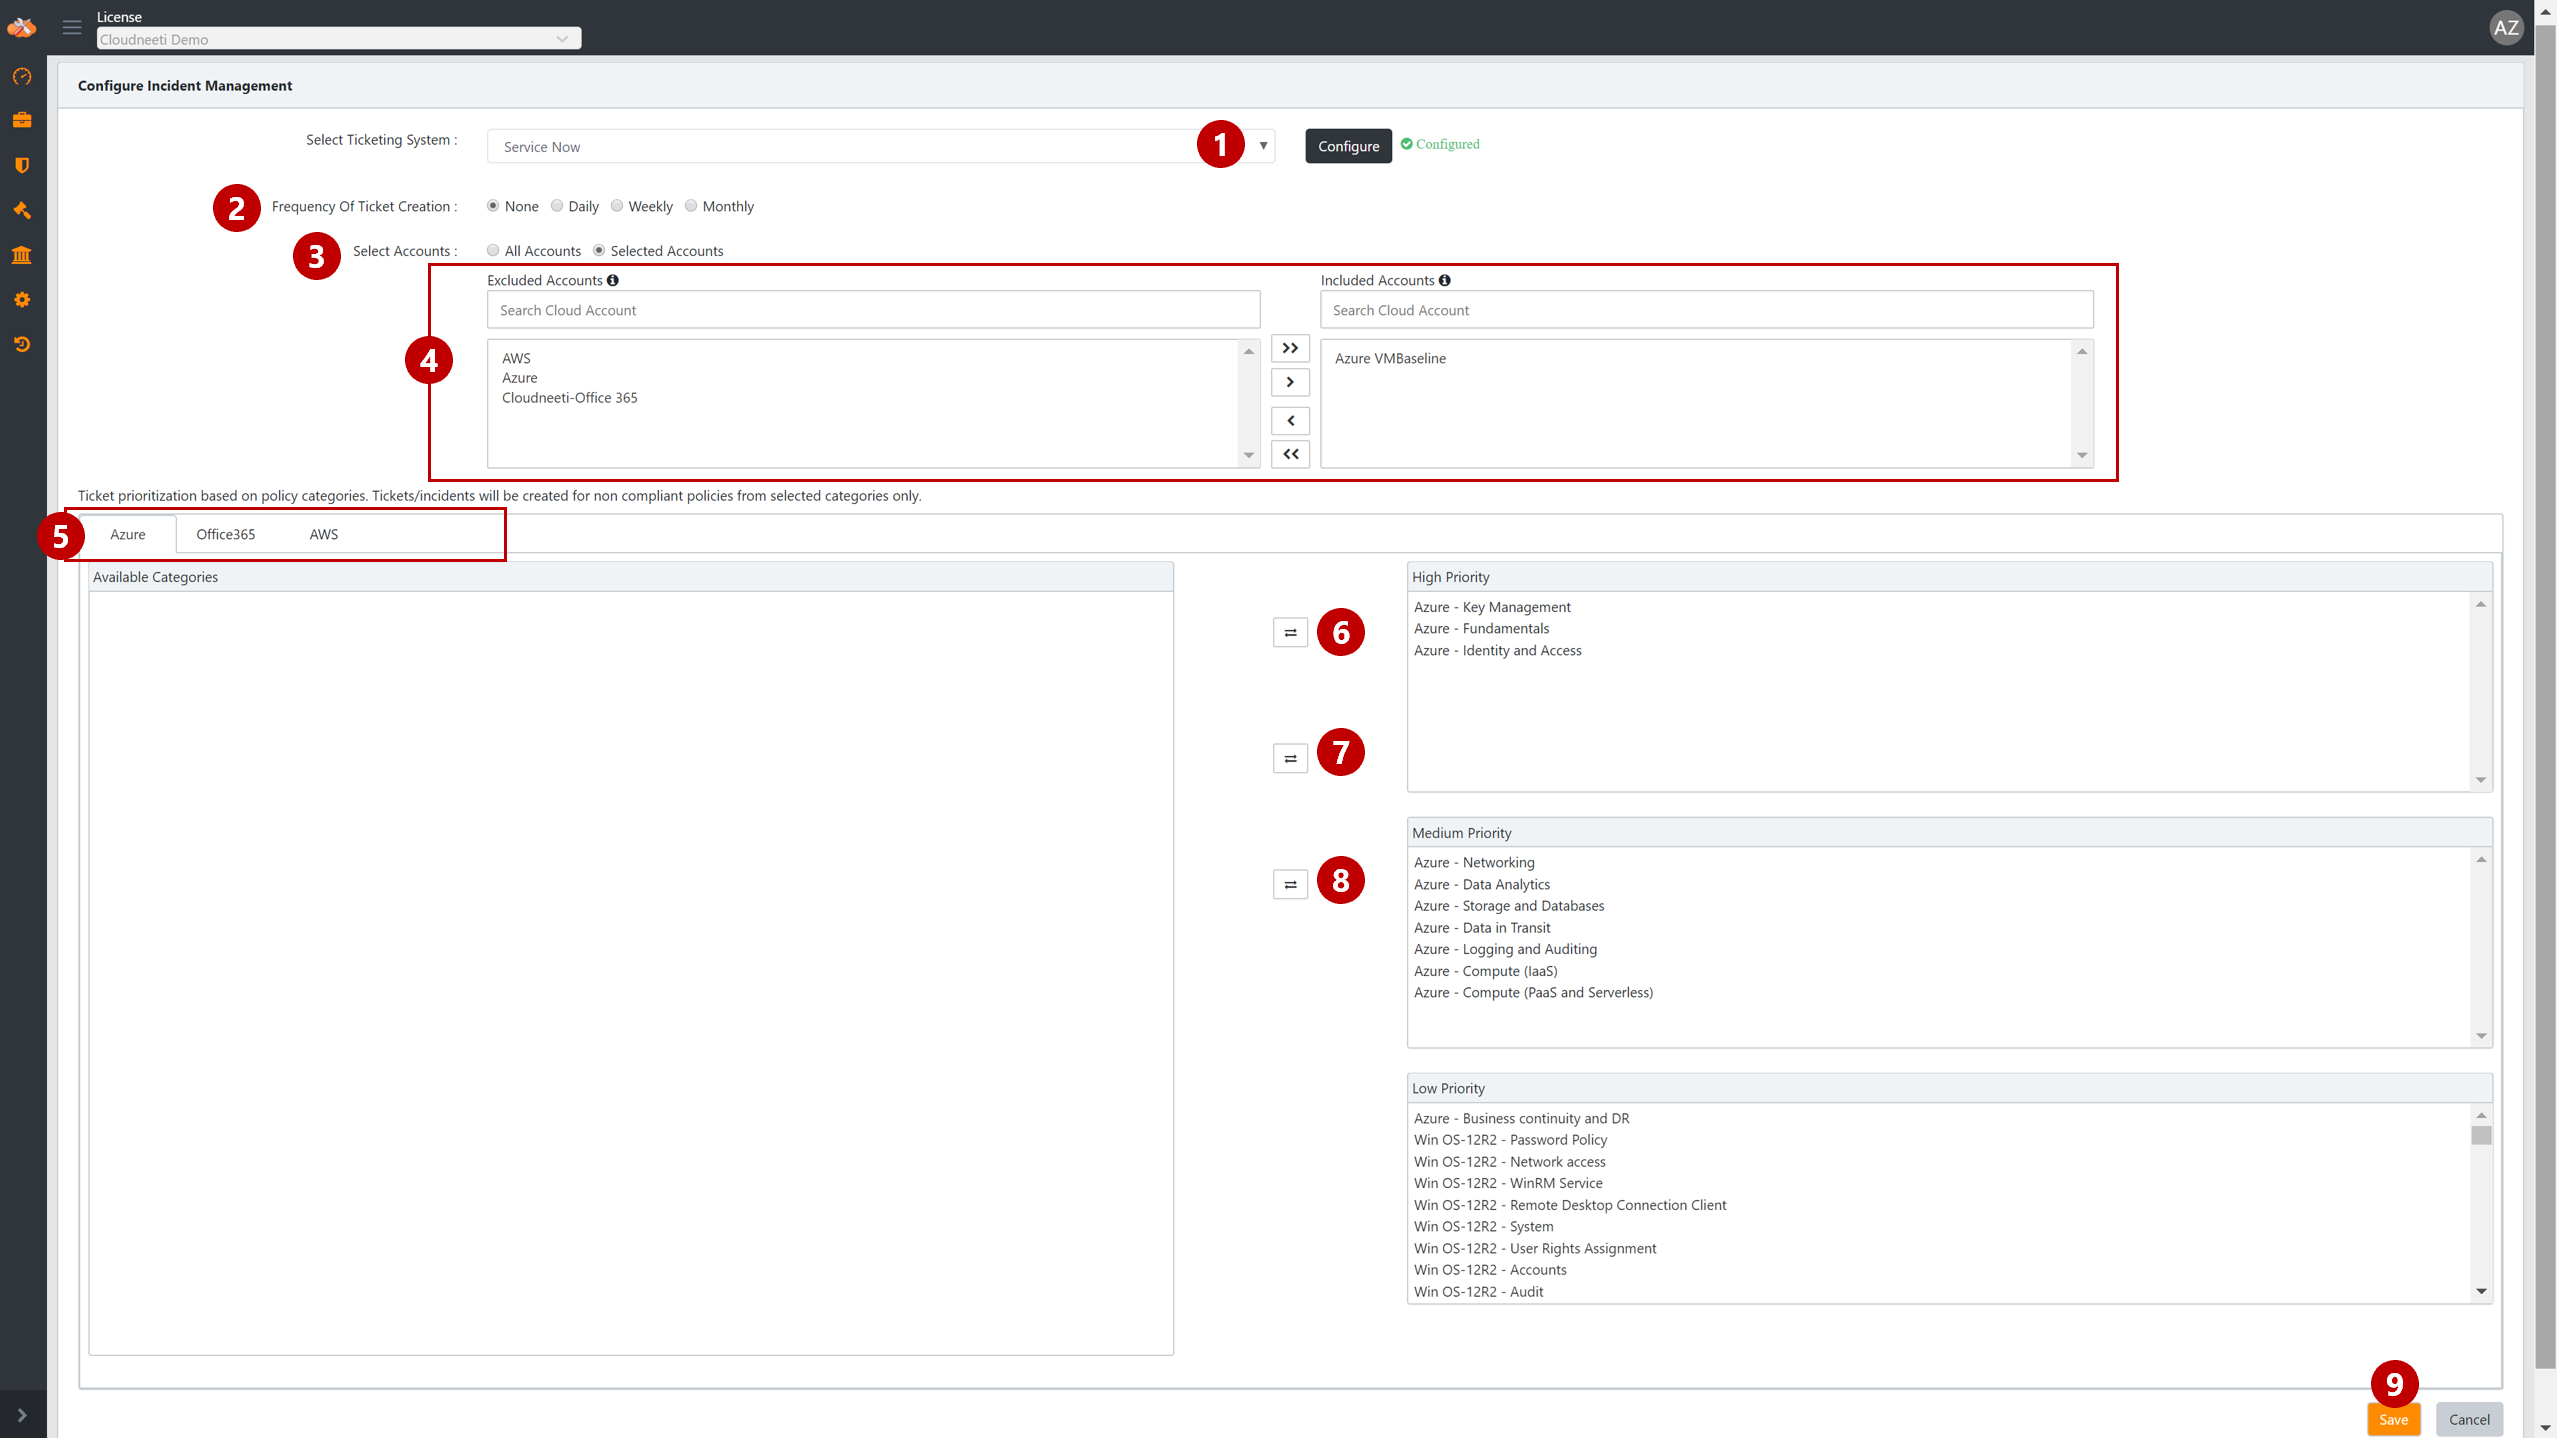 License
Cloudneeti Demo
AZ
Configure Incident Management
Select Ticketing System :
Service Now
1
Configure
Configured
2
Frequency Of Ticket Creation :
None
Daily
Weekly
Monthly
3
Select Accounts :
All Accounts
Selected Accounts
Excluded Accounts
Included Accounts
Search Cloud Account
Search Cloud Account
4
AWS
Azure
Cloudneeti-Office 365
Azure VMBaseline
Ticket prioritization based on policy categories. Tickets/incidents will be created for non compliant policies from selected categories only.
5
Azure
Office365
AWS
Available Categories
6
7
8
High Priority
Azure - Key Management
Azure - Fundamentals
Azure - Identity and Access
Medium Priority
Azure - Networking
Azure - Data Analytics
Azure - Storage and Databases
Azure - Data in Transit
Azure - Logging and Auditing
Azure - Compute (IaaS)
Azure - Compute (PaaS and Serverless)
Low Priority
Azure - Business continuity and DR
Win OS-12R2 - Password Policy
Win OS-12R2 - Network access
Win OS-12R2 - WinRM Service
Win OS-12R2 - Remote Desktop Connection Client
Win OS-12R2 - System
Win OS-12R2 - User Rights Assignment
Win OS-12R2 - Accounts
Win OS-12R2 - Audit
9
Save
Cancel